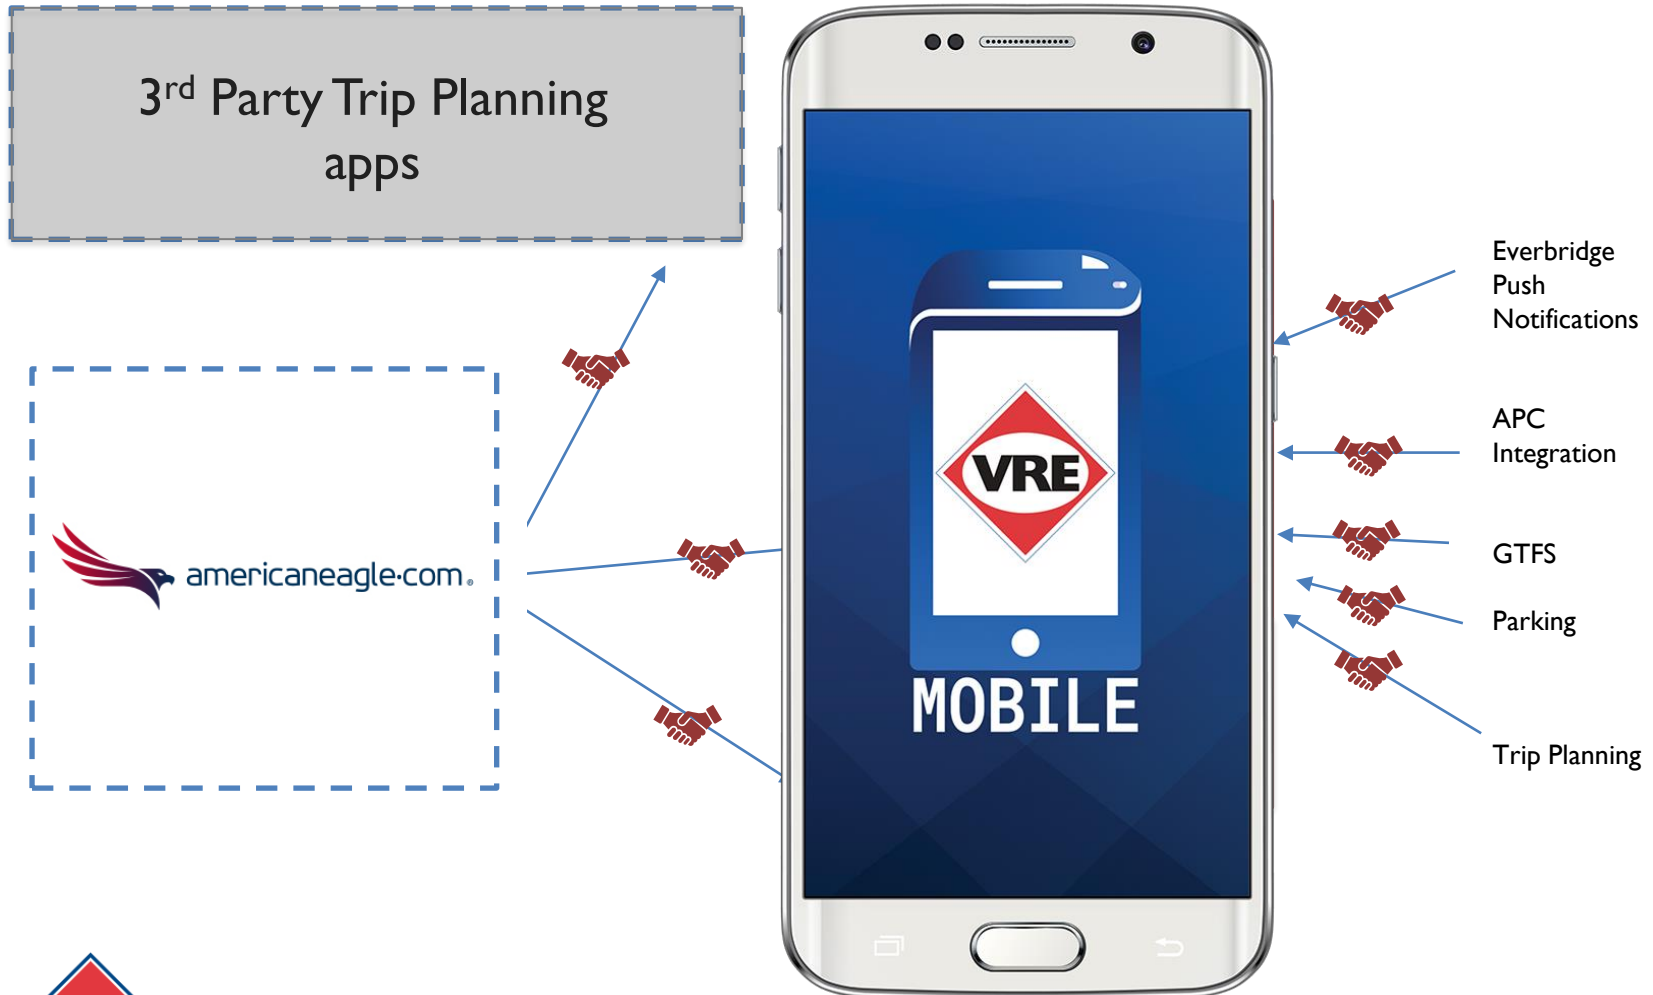 3rd Party Trip Planning
apps
americaneagle.com®
VRE
MOBILE
Everbridge
Push
Notifications
APC
Integration
GTFS
Parking
Trip Planning